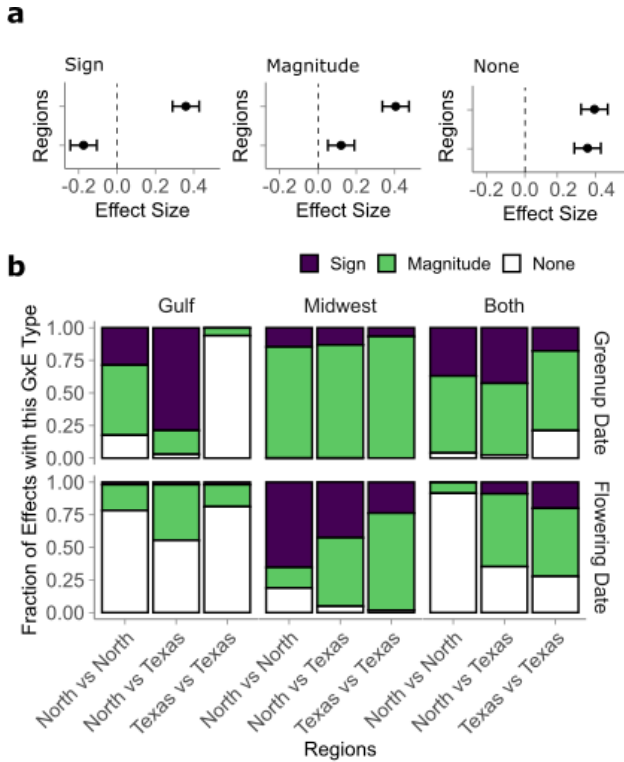 a
Sign
Magnitude
None
Regions
Regions
Regions
-0.2 0.0 0.2 0.4
-0.2 0.0 0.2 0.4
-0.2 0.0 0.2 0.4
Effect Size
Effect Size
Effect Size
b
Sign Magnitude None
Gulf Midwest Both
Fraction of Effects with this GxE Type
1.00
0.75
0.50
0.25
0.00
Greenup Date
1.00
0.75
0.50
0.25
0.00
Flowering Date
North vs North
North vs Texas
Texas vs Texas
North vs North
North vs Texas
Texas vs Texas
North vs North
North vs Texas
Texas vs Texas
Regions